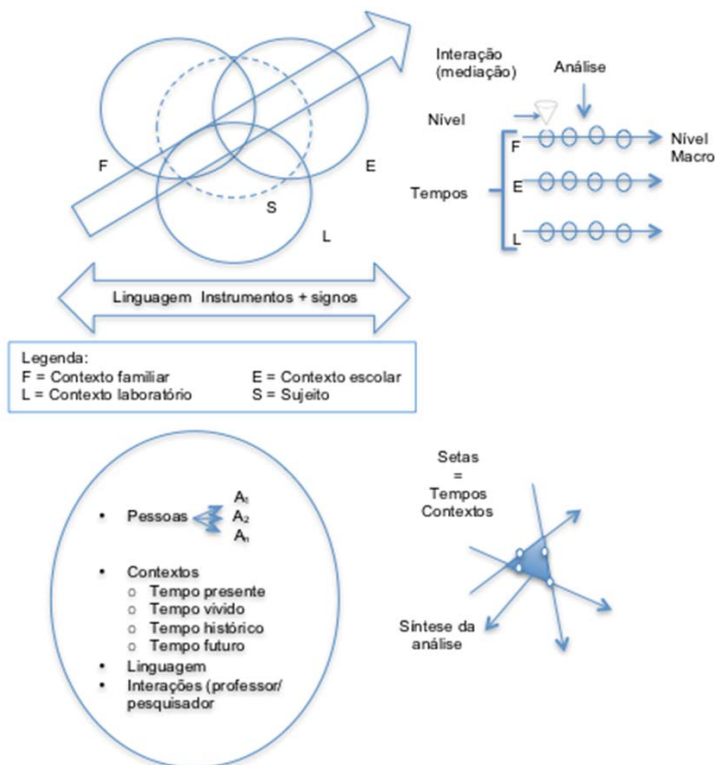 F
E
S
L
Linguagem Instrumentos + signos
Interação
(mediação)
Análise
Nível
F
Nível
Macro
Tempos
E
L
Legenda:
F = Contexto familiar
E = Contexto escolar
L = Contexto laboratório
S = Sujeito
• Pessoas
A₁
A₂
Aₙ
• Contextos
○ Tempo presente
○ Tempo vivido
○ Tempo histórico
○ Tempo futuro
• Linguagem
• Interações (professor/
pesquisador
Setas
=
Tempos
Contextos
Síntese da
análise